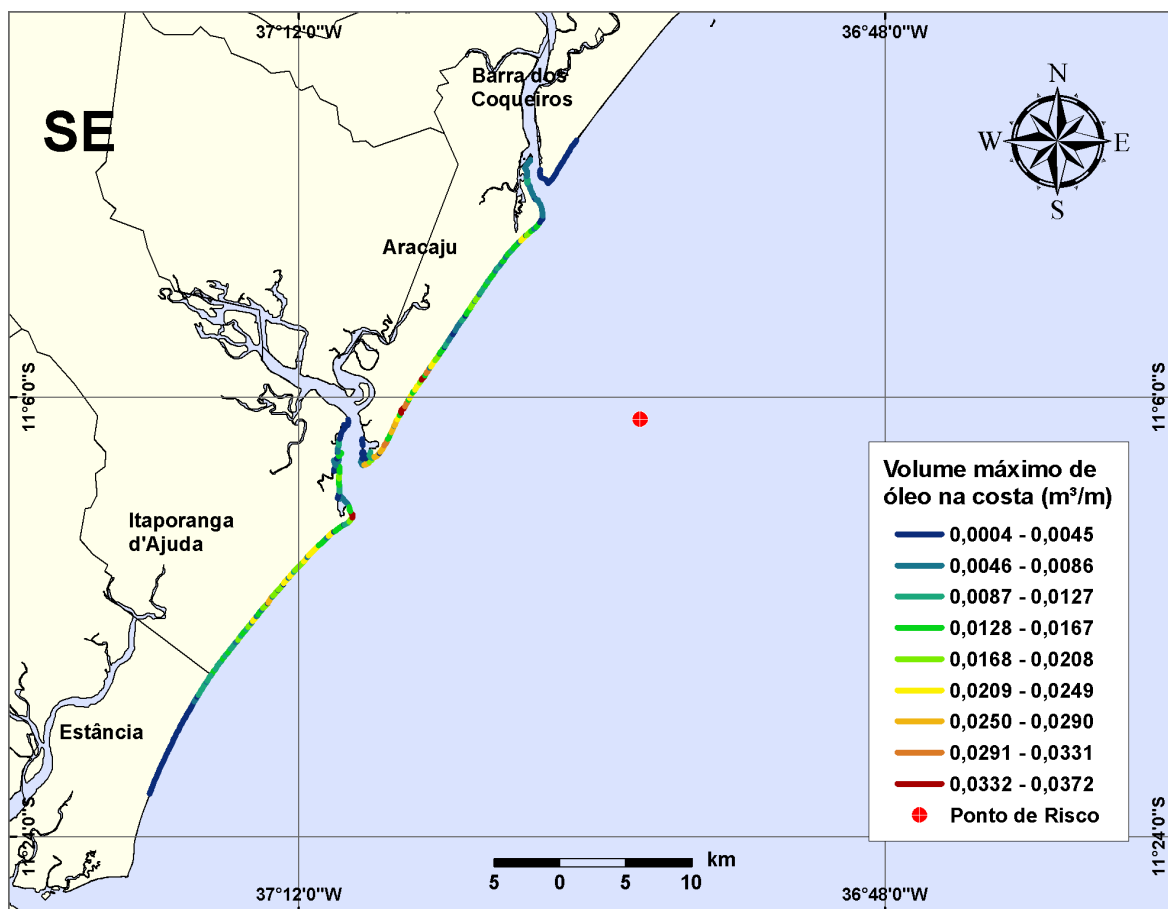 37°12'0"W
36°48'0"W
Barra dos
Coqueiros
SE
N
W
E
S
Aracaju
11°6'0"S
11°6'0"S
Volume máximo de
óleo na costa (m³/m)
0,0004 - 0,0045
0,0046 - 0,0086
0,0087 - 0,0127
0,0128 - 0,0167
0,0168 - 0,0208
0,0209 - 0,0249
0,0250 - 0,0290
0,0291 - 0,0331
0,0332 - 0,0372
Ponto de Risco
Itaporanga
d'Ajuda
Estância
11°24'0"S
11°24'0"S
km
5 0 5 10
37°12'0"W
36°48'0"W